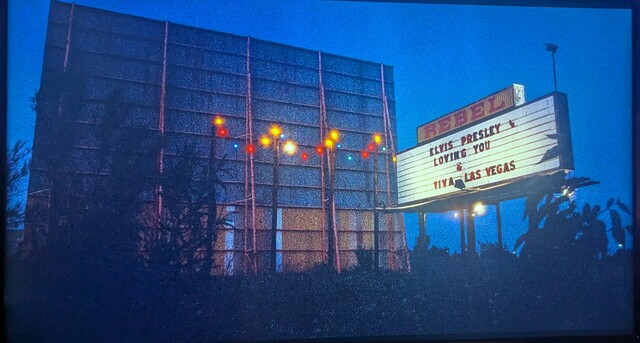 REBEL
ELVIS PRESLEY
LOVING YOU
&
VIVA LAS VEGAS